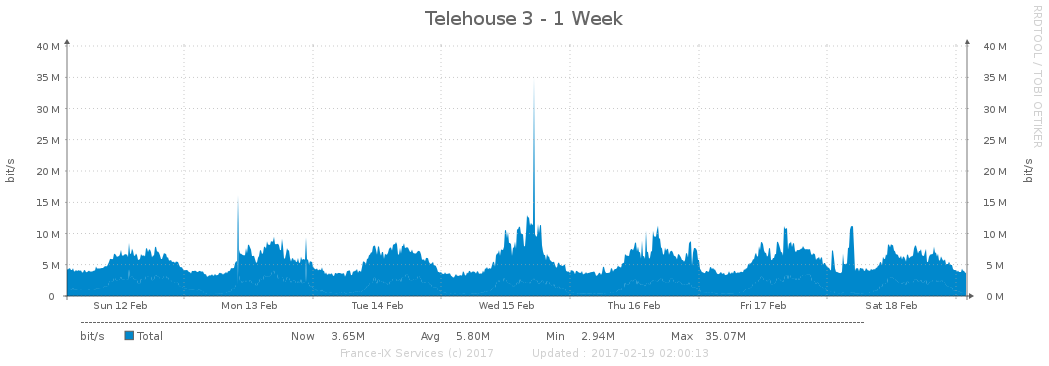 Telehouse 3 - 1 Week
RRDTOOL / TOBI OETIKER
bit/s
bit/s
40 M 40 M
35 M 35 M
30 M 30 M
25 M 25 M
20 M 20 M
15 M 15 M
10 M 10 M
5 M 5 M
0 0 M
Sun 12 Feb Mon 13 Feb Tue 14 Feb Wed 15 Feb Thu 16 Feb Fri 17 Feb Sat 18 Feb
bit/s Total Now 3.65M Avg 5.80M Min 2.94M Max 35.07M
France-IX Services (c) 2017 Updated : 2017-02-19 02:00:13